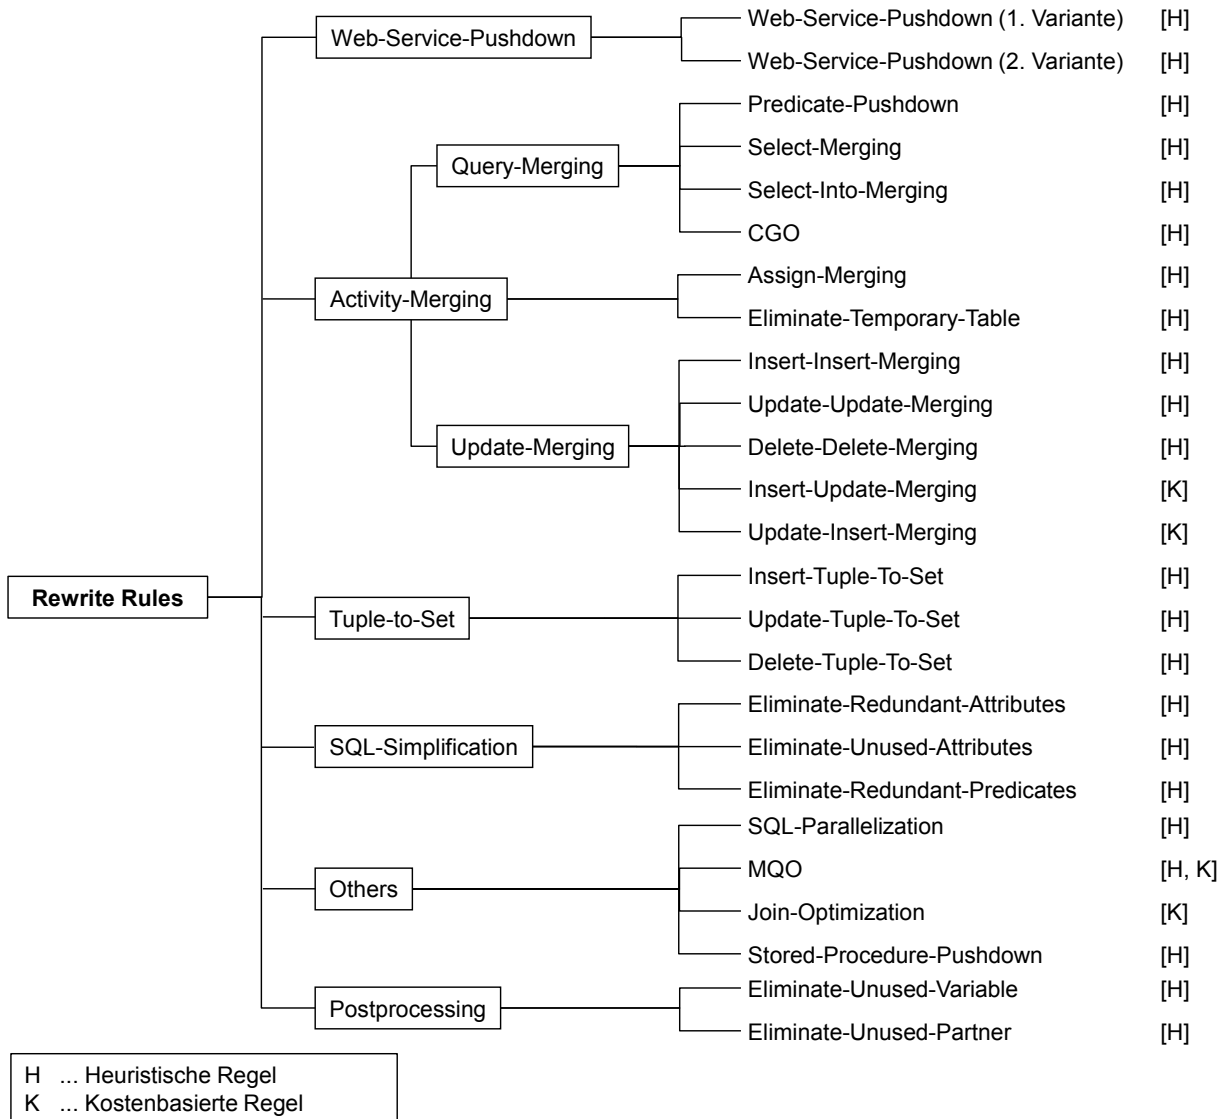 Web-Service-Pushdown
Web-Service-Pushdown (1. Variante) [H]
Web-Service-Pushdown (2. Variante) [H]
Query-Merging
Predicate-Pushdown [H]
Select-Merging [H]
Select-Into-Merging [H]
CGO [H]
Activity-Merging
Assign-Merging [H]
Eliminate-Temporary-Table [H]
Update-Merging
Insert-Insert-Merging [H]
Update-Update-Merging [H]
Delete-Delete-Merging [H]
Insert-Update-Merging [K]
Update-Insert-Merging [K]
Rewrite Rules
Tuple-to-Set
Insert-Tuple-To-Set [H]
Update-Tuple-To-Set [H]
Delete-Tuple-To-Set [H]
SQL-Simplification
Eliminate-Redundant-Attributes [H]
Eliminate-Unused-Attributes [H]
Eliminate-Redundant-Predicates [H]
Others
SQL-Parallelization [H]
MQO [H, K]
Join-Optimization [K]
Stored-Procedure-Pushdown [H]
Postprocessing
Eliminate-Unused-Variable [H]
Eliminate-Unused-Partner [H]
H ... Heuristische Regel
K ... Kostenbasierte Regel